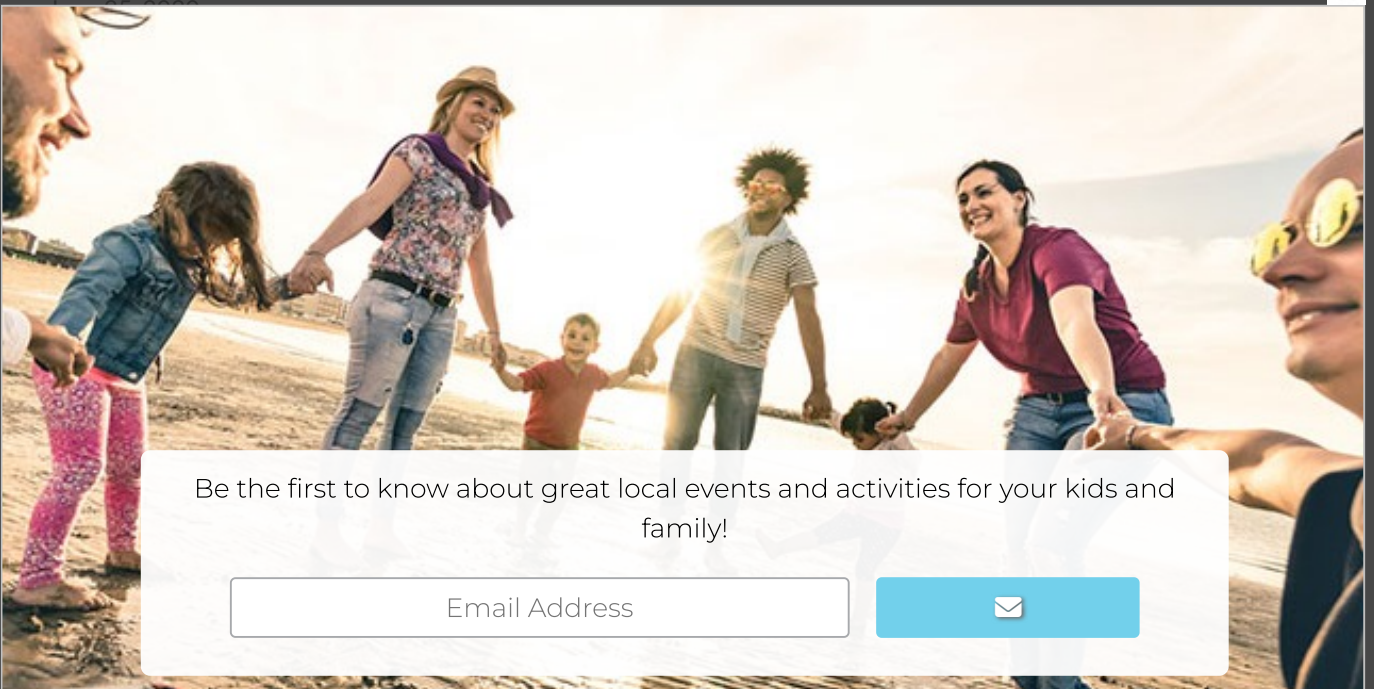 Be the first to know about great local events and activities for your kids and
family!
Email Address